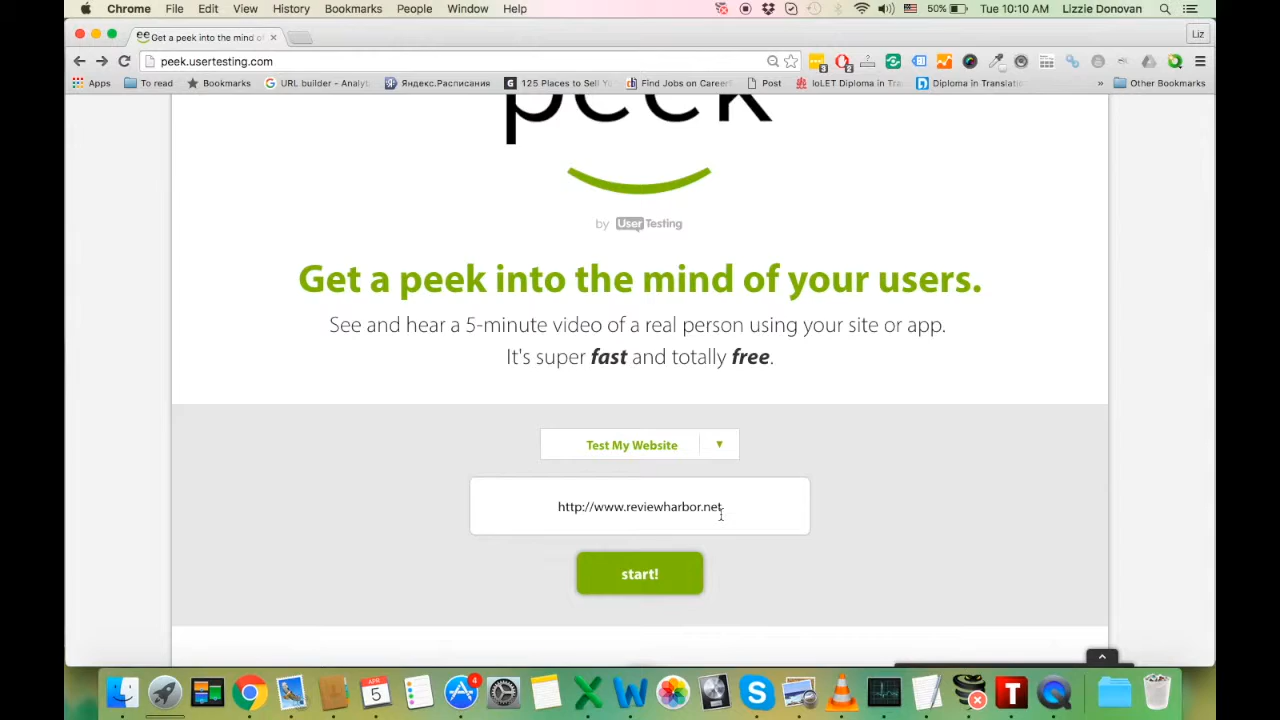 Chrome File Edit View History Bookmarks People Window Help 50% Tue 10:10 AM Lizzie Donovan
Get a peek into the mind of
Liz
peek.usertesting.com
Apps To read Bookmarks URL builder - Analyt Яндекс.Расписание 125 Places to Sell Yo Find Jobs on Career Post IoLET Diploma in Tra Diploma in Translatio » Other Bookmarks
peek
by UserTesting
Get a peek into the mind of your users.
See and hear a 5-minute video of a real person using your site or app.
It's super fast and totally free.
Test My Website
http://www.reviewharbor.net
start!